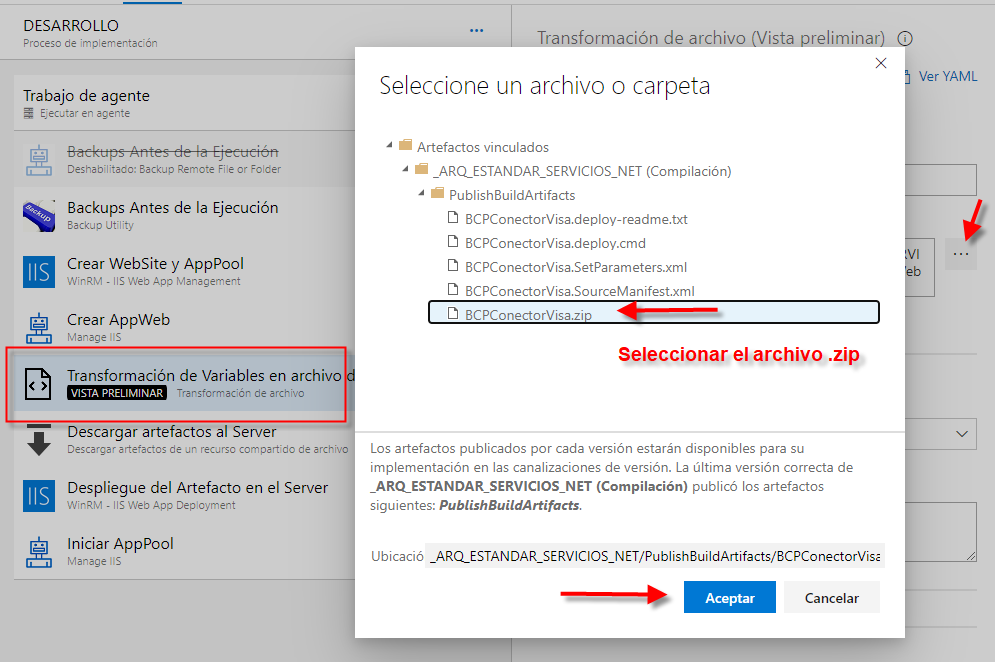 DESARROLLO
Proceso de implementación
Trabajo de agente
Ejecutar en agente
Backups Antes de la Ejecución
Deshabilitado: Backup Remote File or Folder
Backups Antes de la Ejecución
Backup
Backup Utility
IIS
Crear WebSite y AppPool
WinRM - IIS Web App Management
Crear AppWeb
Manage IIS
Transformación de Variables en archivo d
VISTA PRELIMINAR Transformación de archivo
Descargar artefactos al Server
Descargar artefactos de un recurso compartido de archivo
IIS
Despliegue del Artefacto en el Server
WinRM - IIS Web App Deployment
Iniciar AppPool
Manage IIS
Transformación de archivo (Vista preliminar)
Ver YAML
RVI
eb
Seleccione un archivo o carpeta
Artefactos vinculados
_ARQ_ESTANDAR_SERVICIOS_NET (Compilación)
PublishBuildArtifacts
BCPConectorVisa.deploy-readme.txt
BCPConectorVisa.deploy.cmd
BCPConectorVisa.SetParameters.xml
BCPConectorVisa.SourceManifest.xml
BCPConectorVisa.zip
Seleccionar el archivo .zip
Los artefactos publicados por cada versión estarán disponibles para su
implementación en las canalizaciones de versión. La última versión correcta de
_ARQ_ESTANDAR_SERVICIOS_NET (Compilación) publicó los artefactos
siguientes: PublishBuildArtifacts.
Ubicació _ARQ_ESTANDAR_SERVICIOS_NET/PublishBuildArtifacts/BCPConectorVisa
Aceptar
Cancelar